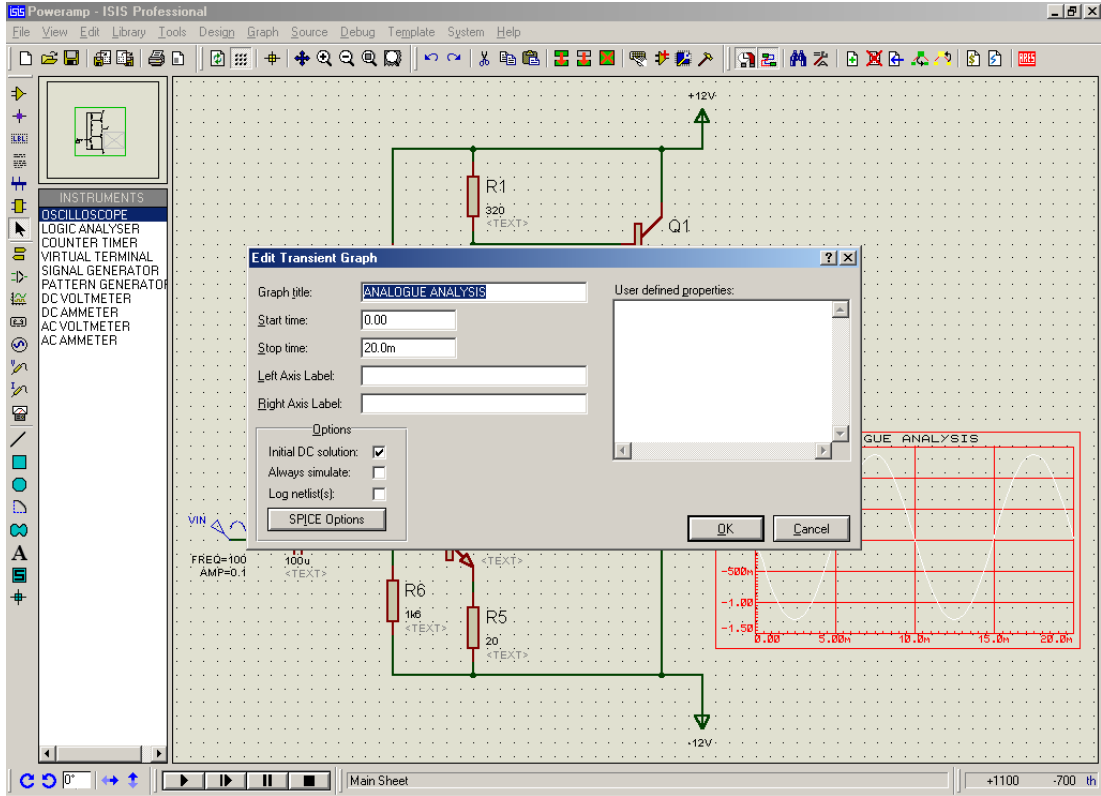 Poweramp - ISIS Professional
File View Edit Library Tools Design Graph Source Debug Template System Help
ARES
LBL
+12V
INSTRUMENTS
OSCILLOSCOPE
LOGIC ANALYSER
COUNTER TIMER
VIRTUAL TERMINAL
SIGNAL GENERATOR
PATTERN GENERATOR
DC VOLTMETER
DC AMMETER
AC VOLTMETER
AC AMMETER
R1
320
<TEXT>
Q1
Edit Transient Graph
Graph title: ANALOGUE ANALYSIS
Start time: 0.00
Stop time: 20.0m
Left Axis Label:
Right Axis Label:
User defined properties:
Options
Initial DC solution:
Always simulate:
Log netlist(s):
SPICE Options
OK Cancel
GUE ANALYSIS
VIN
FREQ=100
AMP=0.1
100u
<TEXT>
<TEXT>
R6
1k6
<TEXT>
R5
20
<TEXT>
-500m
-1.00
-1.50
0.00 5.00m 10.0m 15.0m 20.0m
A
S
-12V
0°
Main Sheet
+1100 -700 th